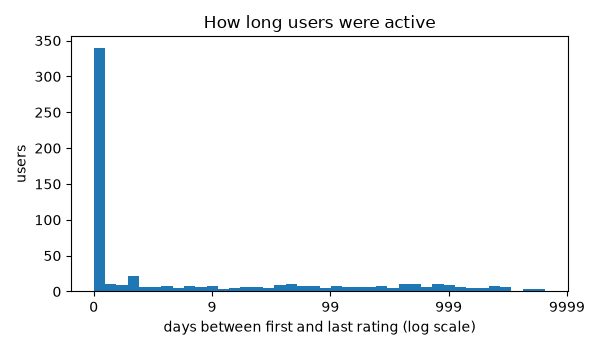 How long users were active
350
300
250
200
150
100
50
0
users
0 9 99 999 9999
days between first and last rating (log scale)